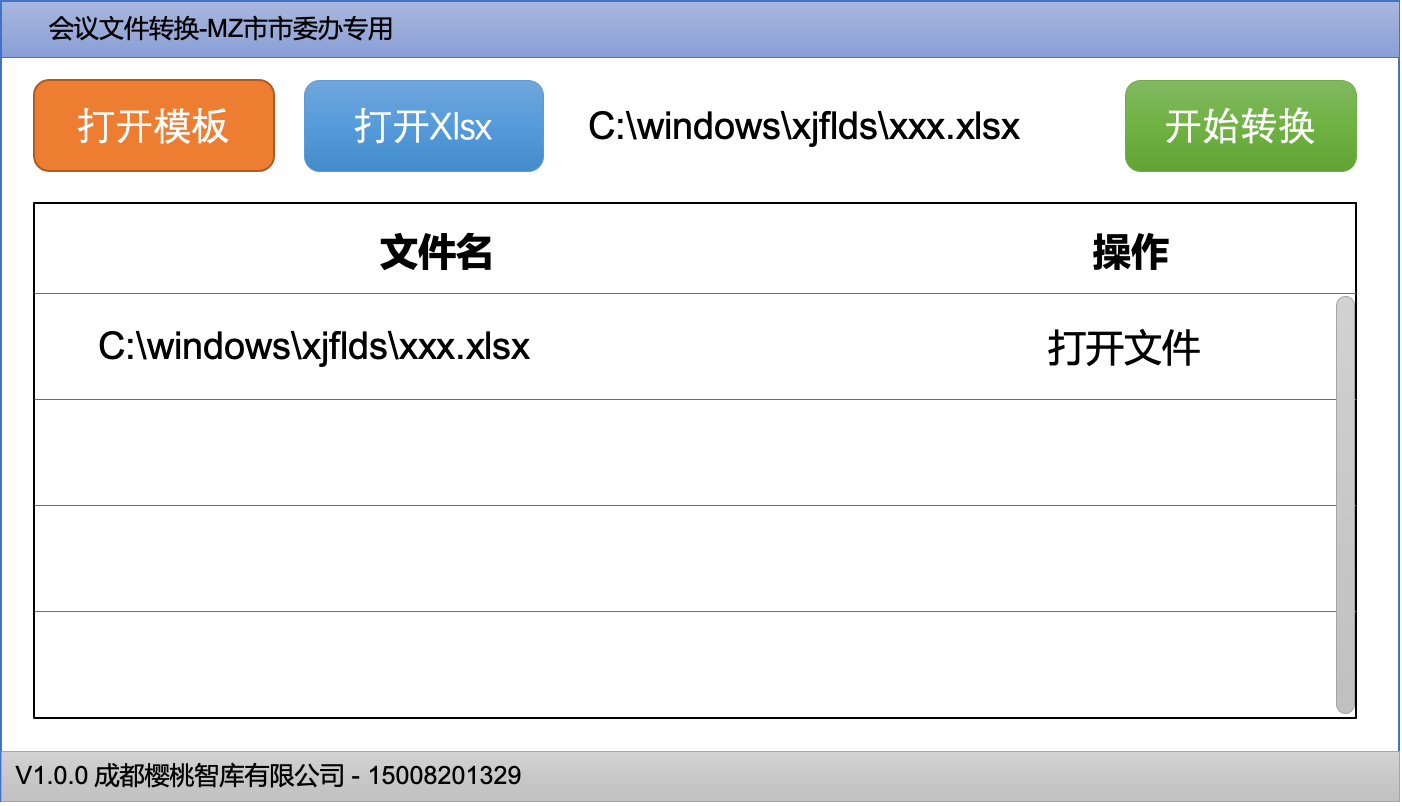 会议文件转换-MZ市市委办专用
打开模板 打开Xlsx C:\windows\xjflds\xxx.xlsx 开始转换
文件名 操作
C:\windows\xjflds\xxx.xlsx 打开文件
V1.0.0 成都樱桃智库有限公司 - 15008201329